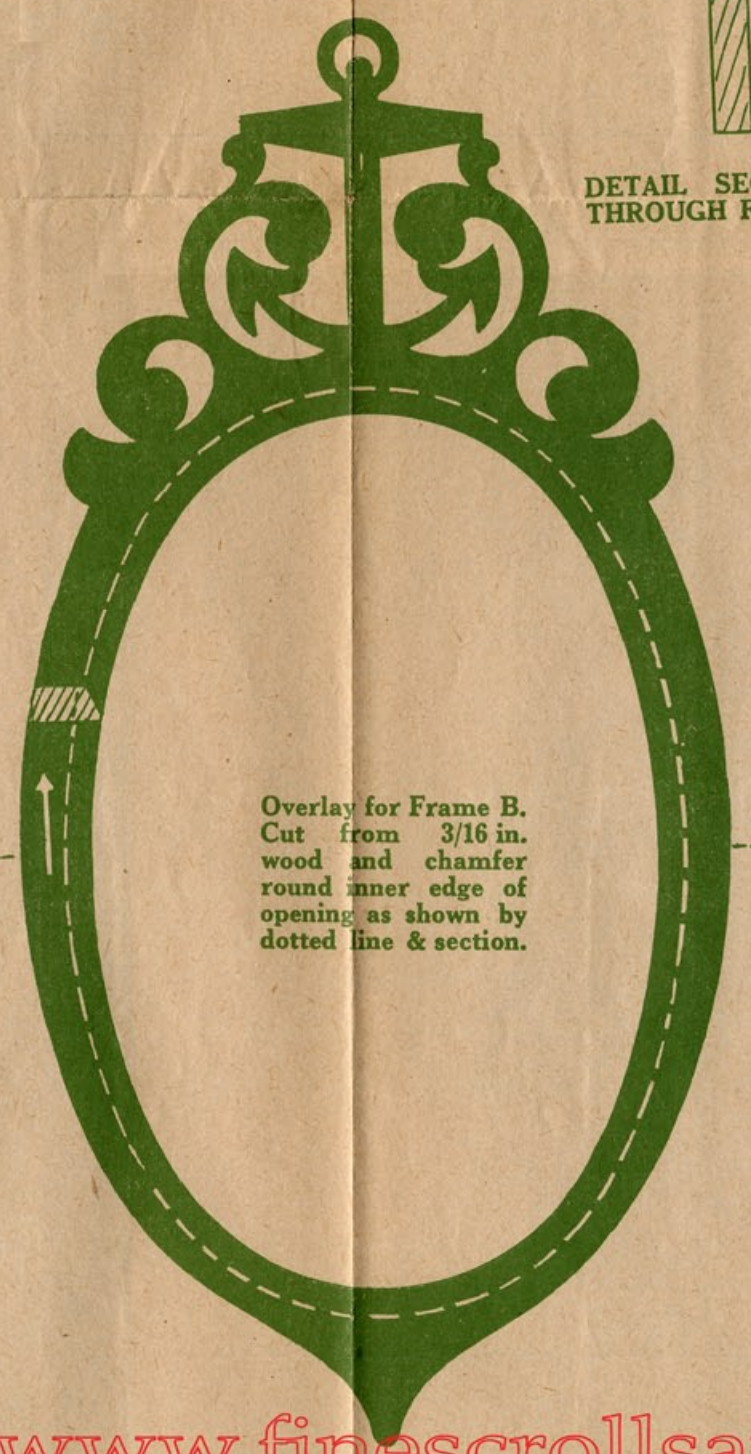 DETAIL
THROUGH
Overlay for Frame B.
Cut from 3/16 in.
wood and chamfer
round inner edge of
opening as shown by
dotted line & section.